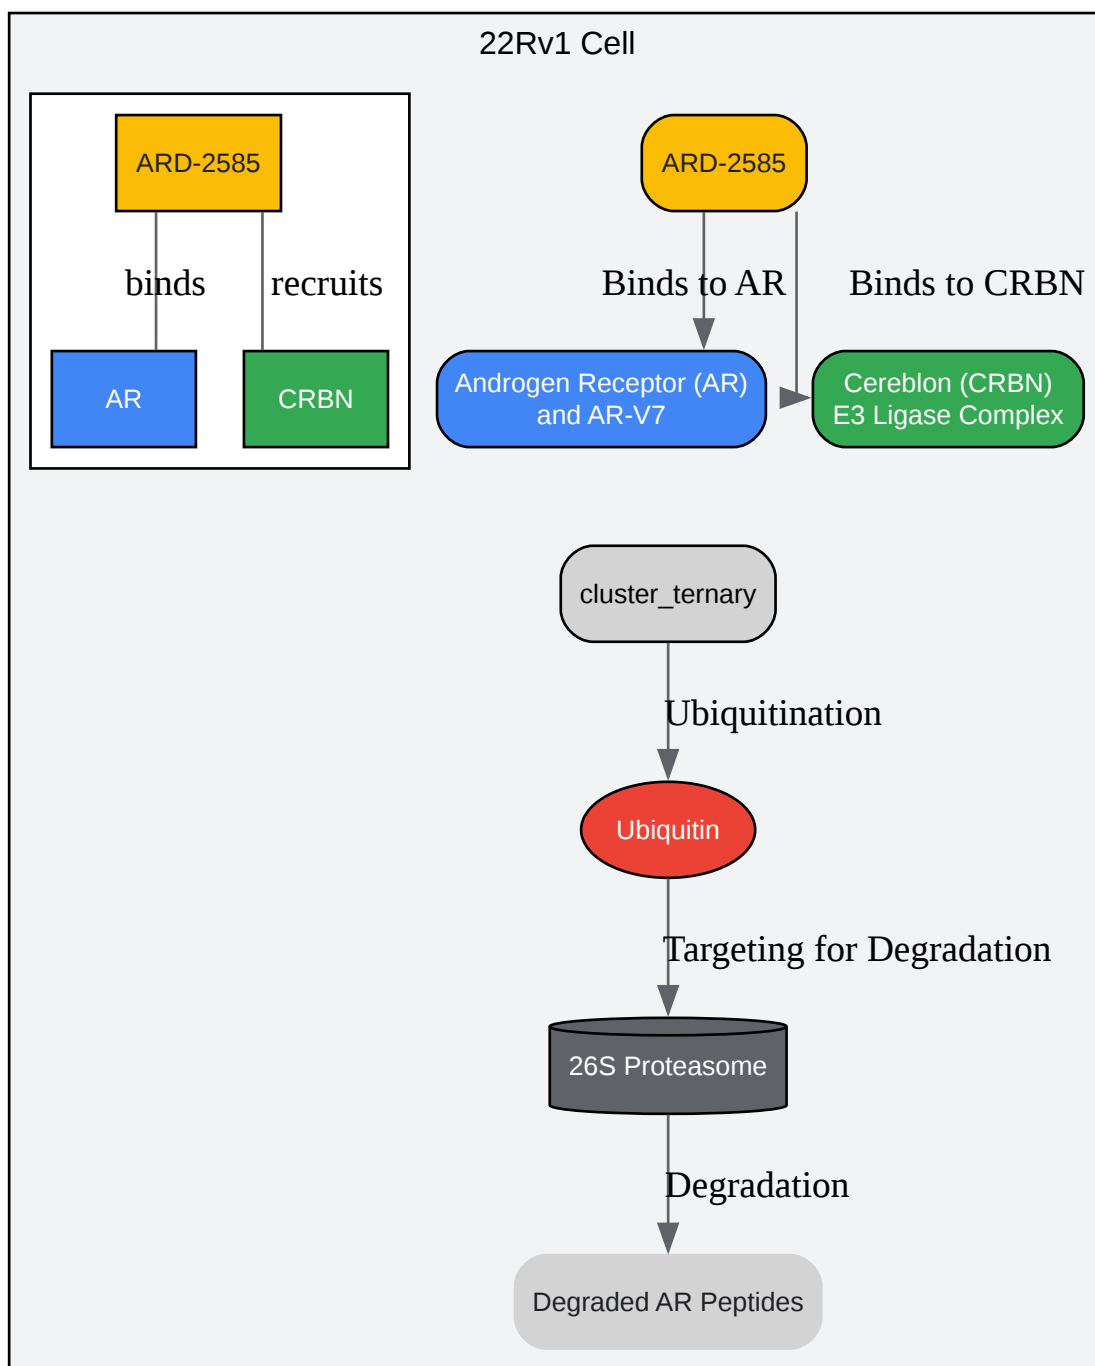 22Rv1 Cell
ARD-2585
binds
recruits
AR
CRBN
ARD-2585
Binds to AR
Binds to CRBN
Androgen Receptor (AR)
and AR-V7
Cereblon (CRBN)
E3 Ligase Complex
cluster_ternary
Ubiquitination
Ubiquitin
Targeting for Degradation
26S Proteasome
Degradation
Degraded AR Peptides